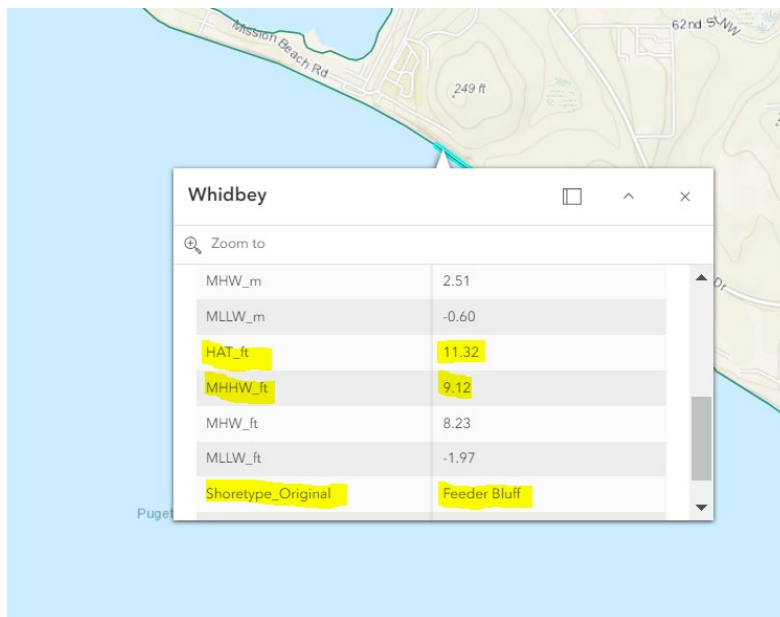 Mission Beach Rd
62nd St NW
249 ft
Whidbey
Zoom to
MHW_m 2.51
MLLW_m -0.60
HAT_ft 11.32
MHHW_ft 9.12
MHW_ft 8.23
MLLW_ft -1.97
Shoretype_Original Feeder Bluff
Dr
Puget